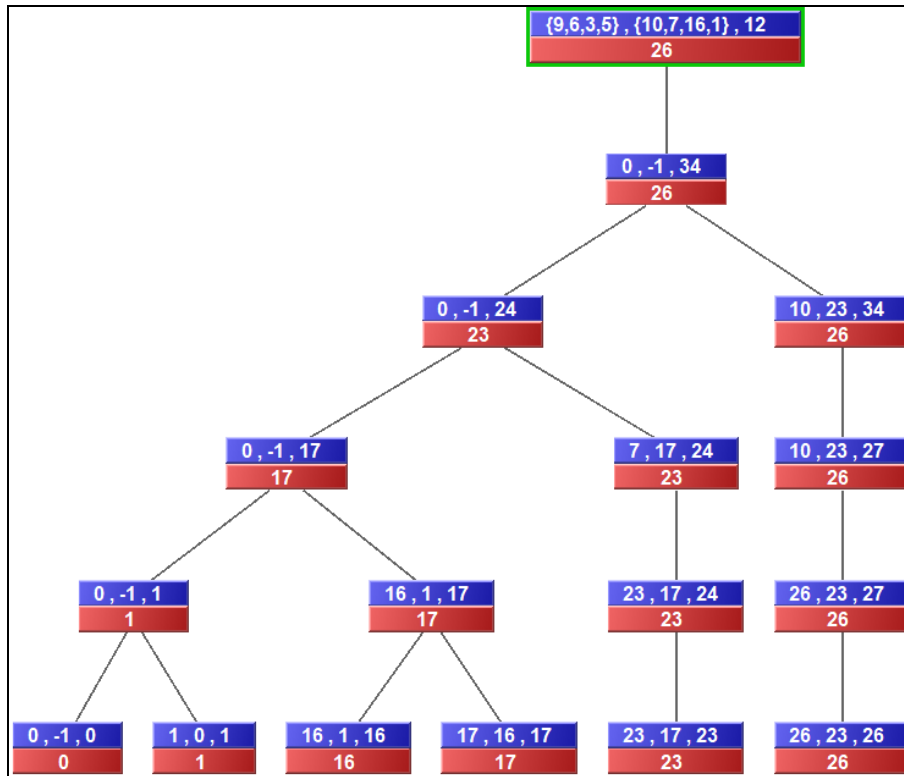 {9,6,3,5} , {10,7,16,1} , 12
26
0 , -1 , 34
26
0 , -1 , 24
23
10 , 23 , 34
26
0 , -1 , 17
17
7 , 17 , 24
23
10 , 23 , 27
26
0 , -1 , 1
1
16 , 1 , 17
17
23 , 17 , 24
23
26 , 23 , 27
26
0 , -1 , 0
0
1 , 0 , 1
1
16 , 1 , 16
16
17 , 16 , 17
17
23 , 17 , 23
23
26 , 23 , 26
26